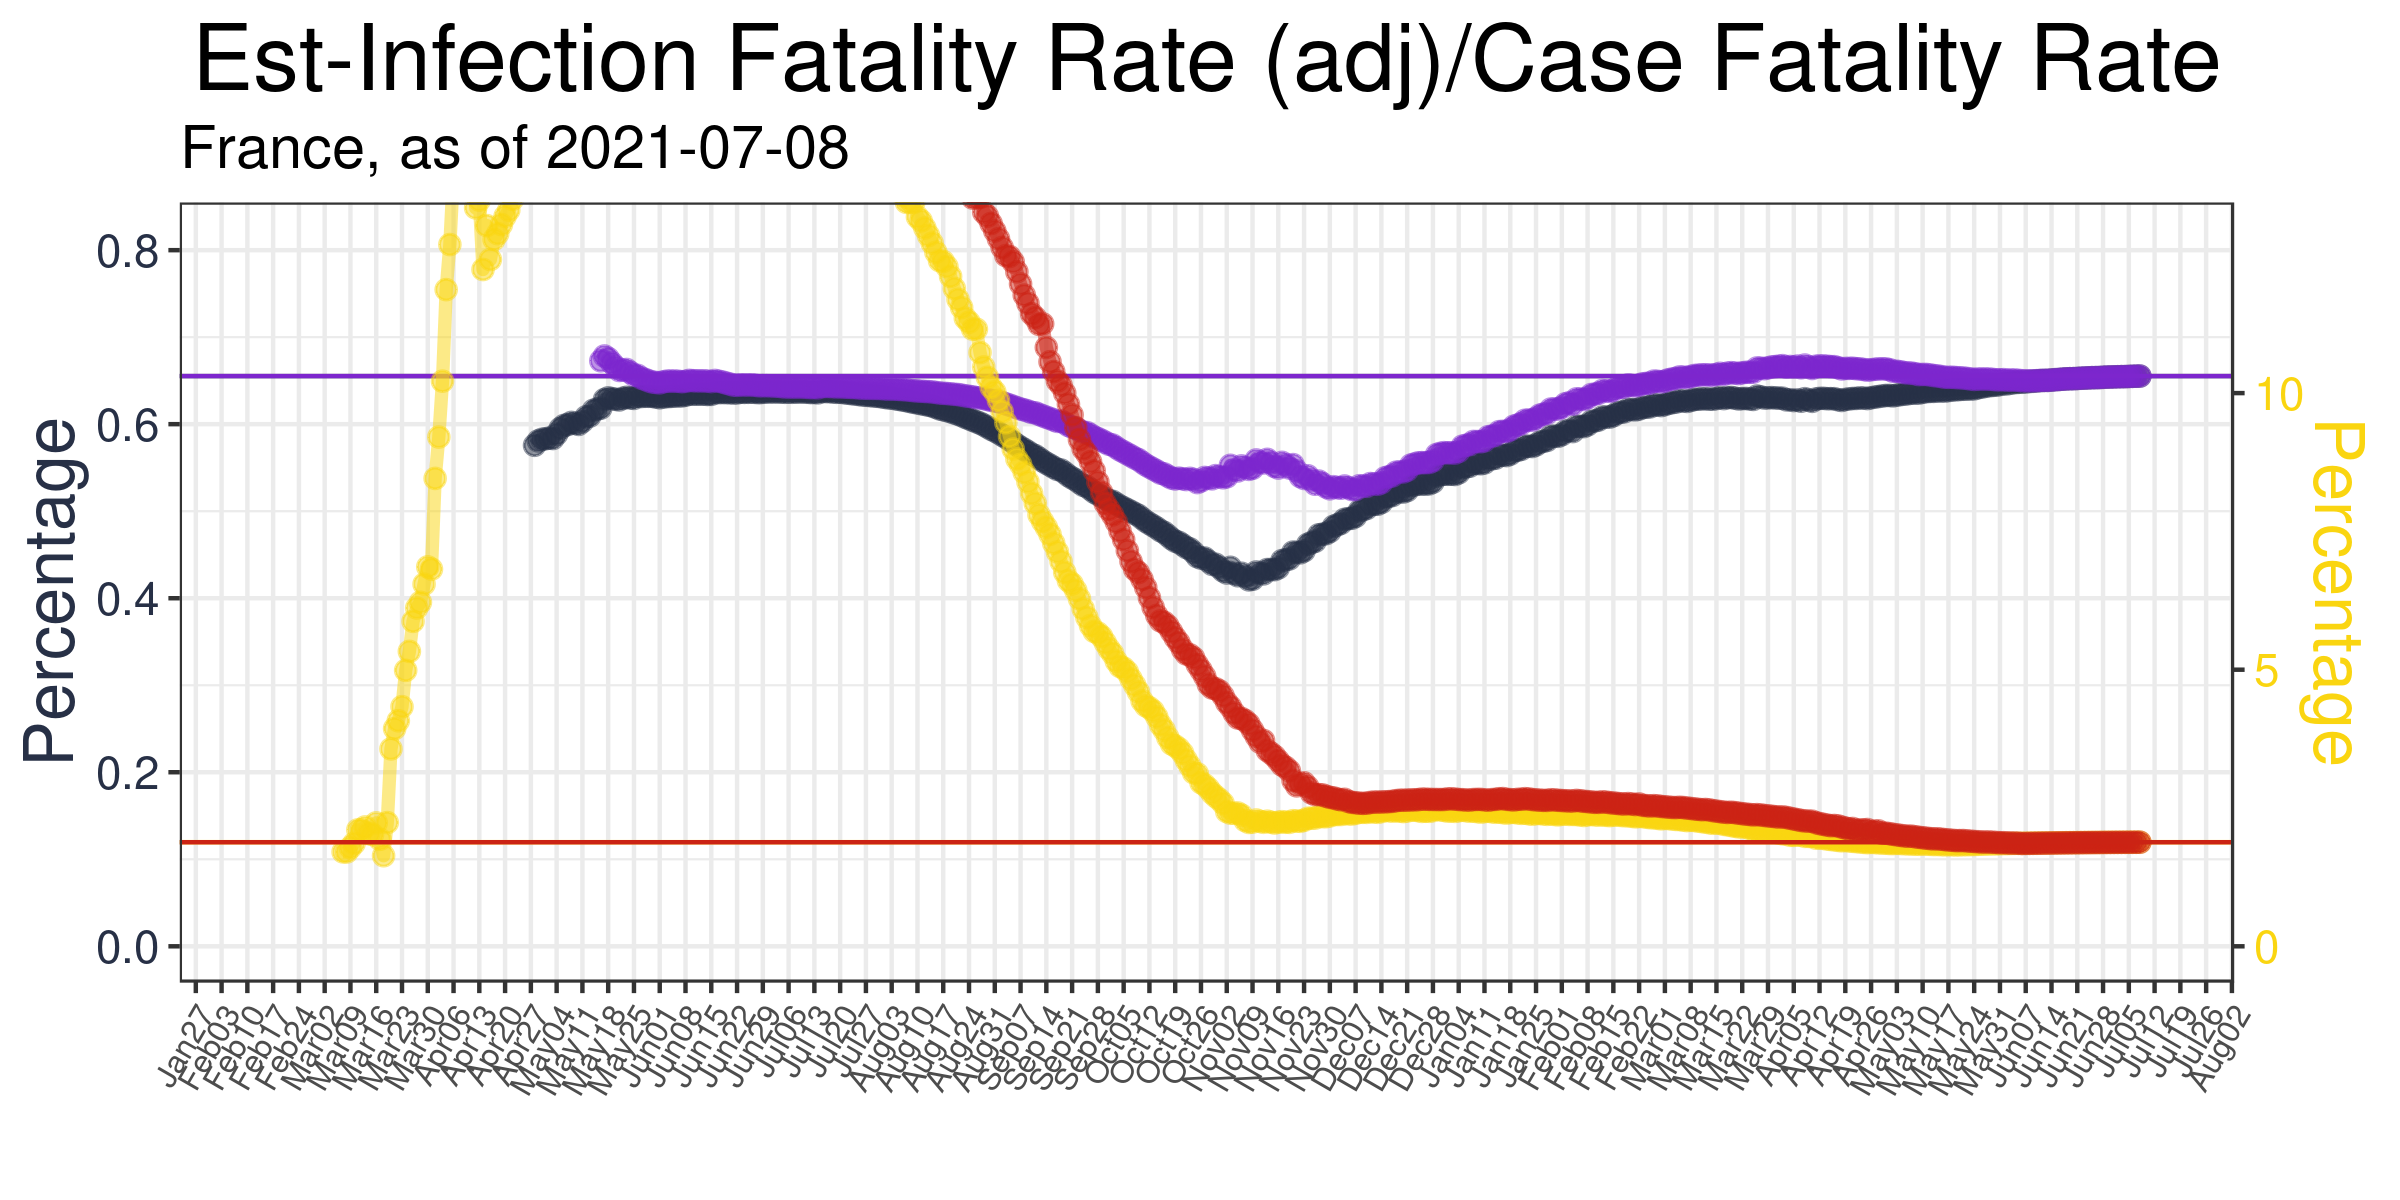 Est-Infection Fatality Rate (adj)/Case Fatality Rate
France, as of 2021-07-08
Percentage
0.8
0.6
0.4
0.2
0.0
10
5
0
Percentage
Jan27
Feb03
Feb10
Feb17
Feb24
Mar02
Mar09
Mar16
Mar23
Mar30
Apr06
Apr13
Apr20
Apr27
May04
May11
May18
May25
Jun01
Jun08
Jun15
Jun22
Jun29
Jul06
Jul13
Jul20
Jul27
Aug03
Aug10
Aug17
Aug24
Aug31
Sep07
Sep14
Sep21
Sep28
Oct05
Oct12
Oct19
Oct26
Nov02
Nov09
Nov16
Nov23
Nov30
Dec07
Dec14
Dec21
Dec28
Jan04
Jan11
Jan18
Jan25
Feb01
Feb08
Feb15
Feb22
Mar01
Mar08
Mar15
Mar22
Mar29
Apr05
Apr12
Apr19
Apr26
May03
May10
May17
May24
May31
Jun07
Jun14
Jun21
Jun28
Jul05
Jul12
Jul19
Jul26
Aug02